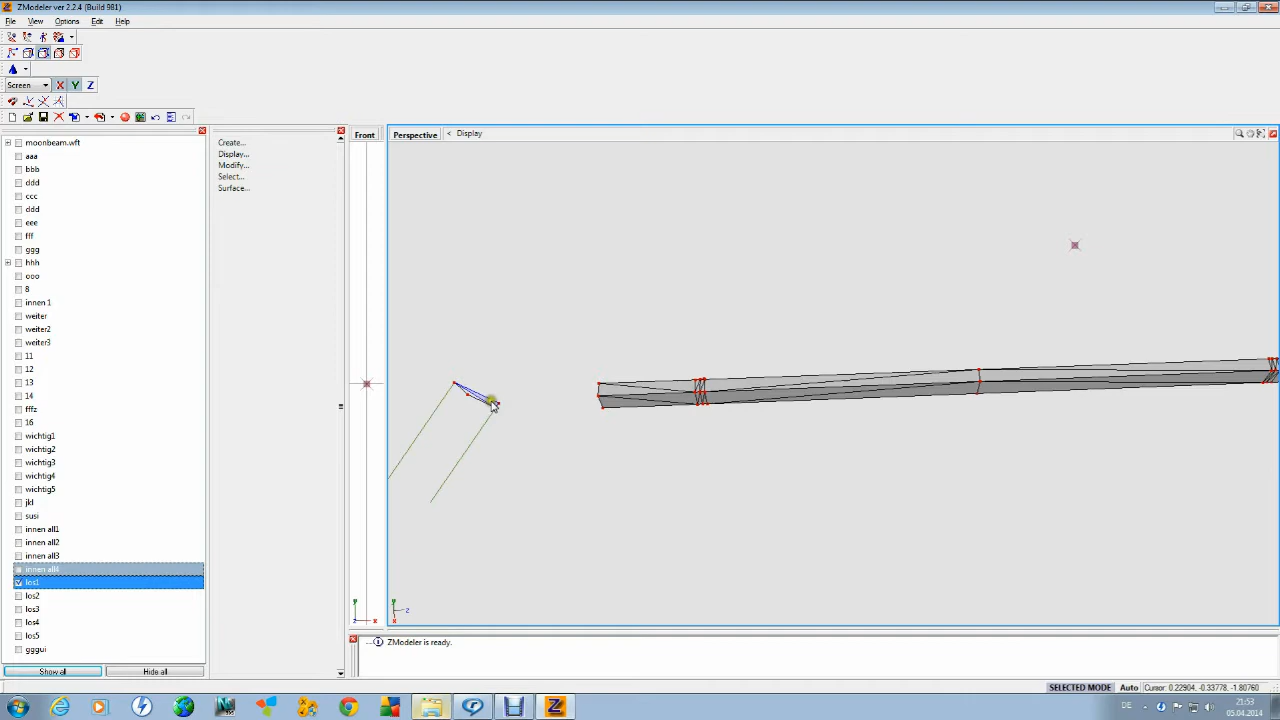 ZModeler ver 2.2.4 (Build 981)
File View Options Edit Help
Screen X Y Z
moonbeam.wft
aaa
bbb
ddd
ccc
ddd
eee
fff
ggg
hhh
ooo
8
innen 1
weiter
weiter2
weiter3
11
12
13
14
fffz
16
wichtig1
wichtig2
wichtig3
wichtig4
wichtig5
jkl
susi
innen all1
innen all2
innen all3
innen all4
los1
los2
los3
los4
los5
gggui
Show all Hide all
Create...
Display...
Modify...
Select...
Surface...
Front
Perspective < Display
z x
y z x
ZModeler is ready.
SELECTED MODE Auto Cursor: 0.22904, -0.33778, -1.80760
DE 21:53
05.04.2014